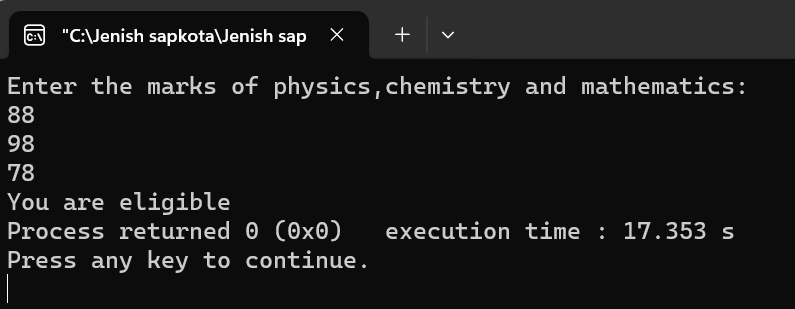 "C:\Jenish sapkota\Jenish sap
Enter the marks of physics,chemistry and mathematics:
88
98
78
You are eligible
Process returned 0 (0x0)   execution time : 17.353 s
Press any key to continue.